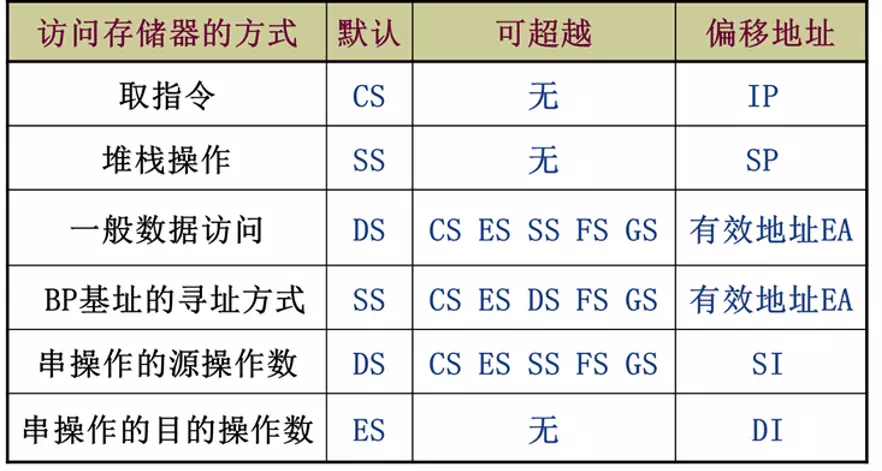 访问存储器的方式 默认 可超越 偏移地址
取指令 CS 无 IP
堆栈操作 SS 无 SP
一般数据访问 DS CS ES SS FS GS 有效地址EA
BP基址的寻址方式 SS CS ES DS FS GS 有效地址EA
串操作的源操作数 DS CS ES SS FS GS SI
串操作的目的操作数 ES 无 DI